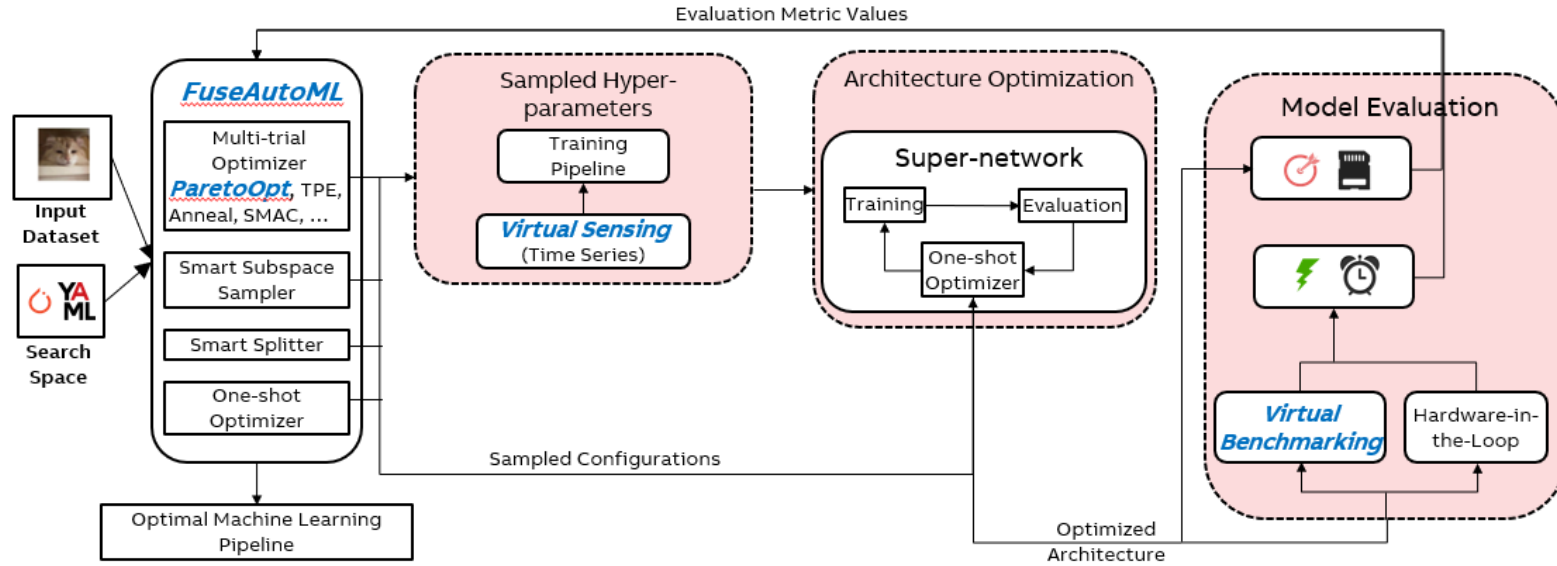 Evaluation Metric Values
FuseAutoML
Multi-trial
Optimizer
ParetoOpt, TPE,
Anneal, SMAC, ...
Smart Subspace
Sampler
Smart Splitter
One-shot
Optimizer
Input
Dataset
YA
ML
Search
Space
Optimal Machine Learning
Pipeline
Sampled Hyper-
parameters
Training
Pipeline
Virtual Sensing
(Time Series)
Architecture Optimization
Super-network
Training
Evaluation
One-shot
Optimizer
Sampled Configurations
Optimized
Architecture
Model Evaluation
Virtual
Benchmarking
Hardware-in-
the-Loop